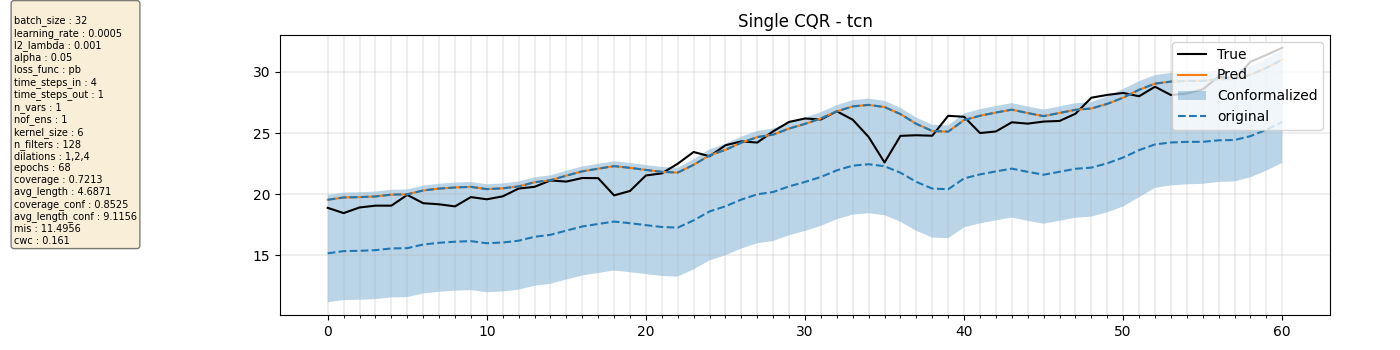 batch_size : 32
learning_rate : 0.0005
l2_lambda : 0.001
alpha : 0.05
loss_func : pb
time_steps_in : 4
time_steps_out : 1
n_vars : 1
nof_ens : 1
kernel_size : 6
n_filters : 128
dilations : 1,2,4
epochs : 68
coverage : 0.7213
avg_length : 4.6871
coverage_conf : 0.8525
avg_length_conf : 9.1156
mis : 11.4956
cwc : 0.161
Single CQR - tcn
True
Pred
Conformalized
original
30
25
20
15
0 10 20 30 40 50 60